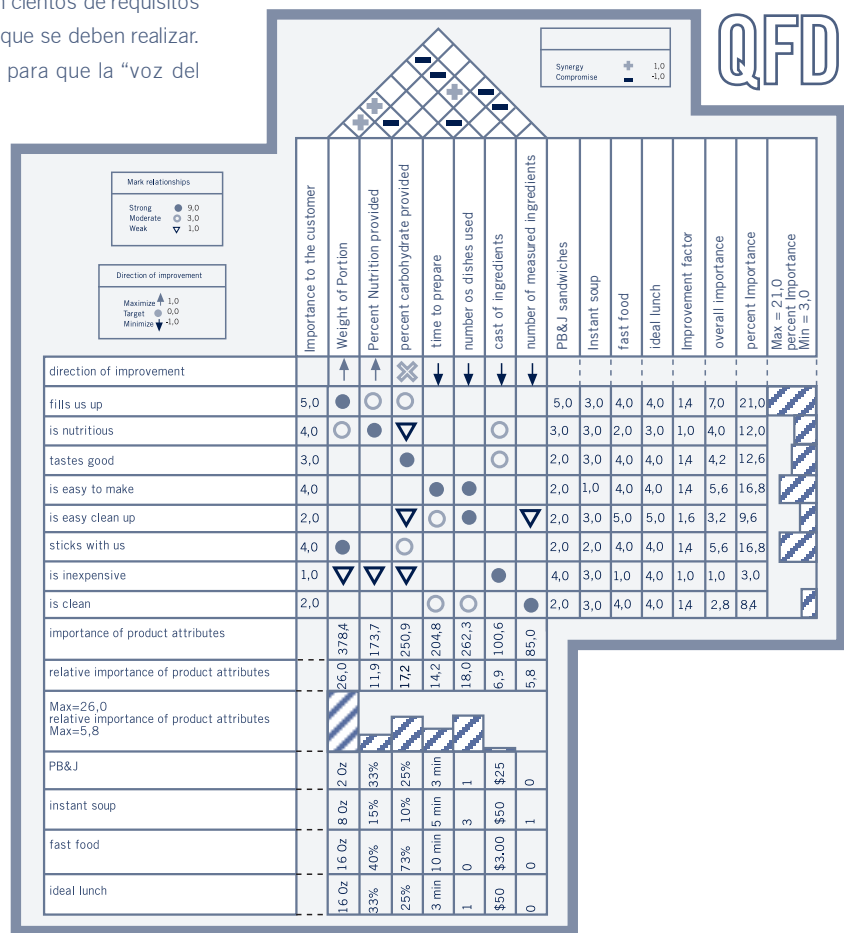 cientos de requisitos
que se deben realizar.
para que la “voz del
QFD
Synergy 1,0
Compromise -1,0
Mark relationships
Strong 9,0
Moderate 3,0
Weak 1,0
Direction of improvement
Maximize 1,0
Target 0,0
Minimize -1,0
Importance to the customer
Weight of Portion
Percent Nutrition provided
percent carbohydrate provided
time to prepare
number os dishes used
cast of ingredients
number of measured ingredients
PB&J sandwiches
Instant soup
fast food
ideal lunch
Improvement factor
overall importance
percent Importance
Max = 21,0
percent Importance
Min = 3,0
direction of improvement
fills us up 5,0 5,0 3,0 4,0 4,0 1,4 7,0 21,0
is nutritious 4,0 3,0 3,0 2,0 3,0 1,0 4,0 12,0
tastes good 3,0 2,0 3,0 4,0 4,0 1,4 4,2 12,6
is easy to make 4,0 2,0 1,0 4,0 4,0 1,4 5,6 16,8
is easy clean up 2,0 2,0 3,0 5,0 5,0 1,6 3,2 9,6
sticks with us 4,0 2,0 2,0 4,0 4,0 1,4 5,6 16,8
is inexpensive 1,0 4,0 3,0 1,0 4,0 1,0 1,0 3,0
is clean 2,0 2,0 3,0 4,0 4,0 1,4 2,8 8,4
importance of product attributes 378,4 173,7 250,9 204,8 262,3 100,6 85,0
relative importance of product attributes 26,0 11,9 17,2 14,2 18,0 6,9 5,8
Max=26,0
relative importance of product attributes
Max=5,8
PB&J 2 Oz 33% 25% 3 min 1 $25 0
instant soup 8 Oz 15% 10% 5 min 3 $50 1
fast food 16 Oz 40% 73% 10 min 0 $3.00 0
ideal lunch 16 Oz 33% 25% 3 min 1 $50 0